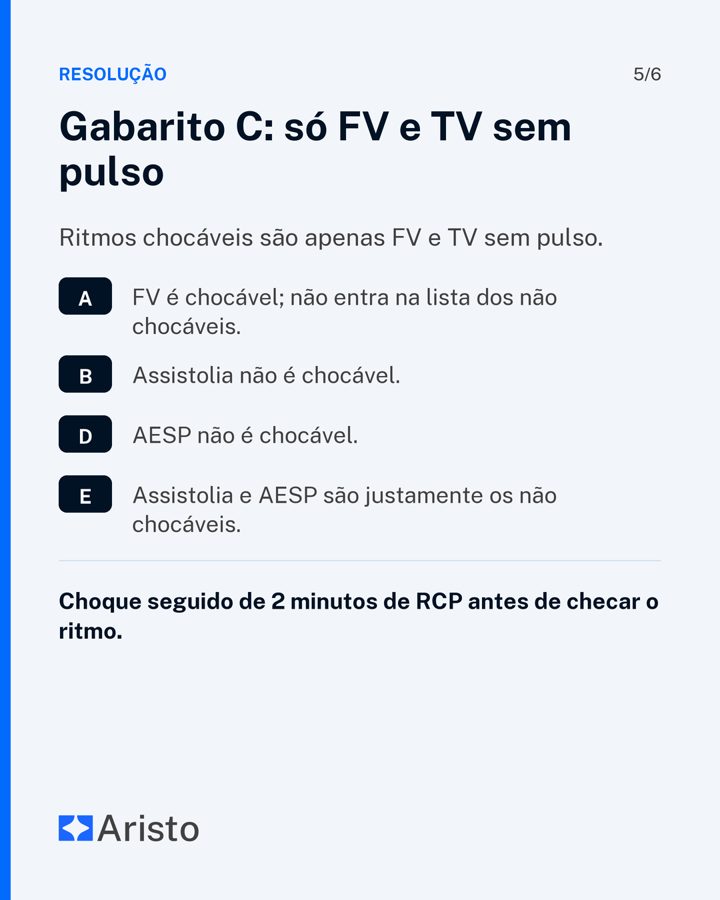 RESOLUÇÃO
5/6
Gabarito C: só FV e TV sem
pulso
Ritmos chocáveis são apenas FV e TV sem pulso.
A
FV é chocável; não entra na lista dos não
chocáveis.
B
Assistolia não é chocável.
D
AESP não é chocável.
E
Assistolia e AESP são justamente os não
chocáveis.
Choque seguido de 2 minutos de RCP antes de checar o
ritmo.
Aristo